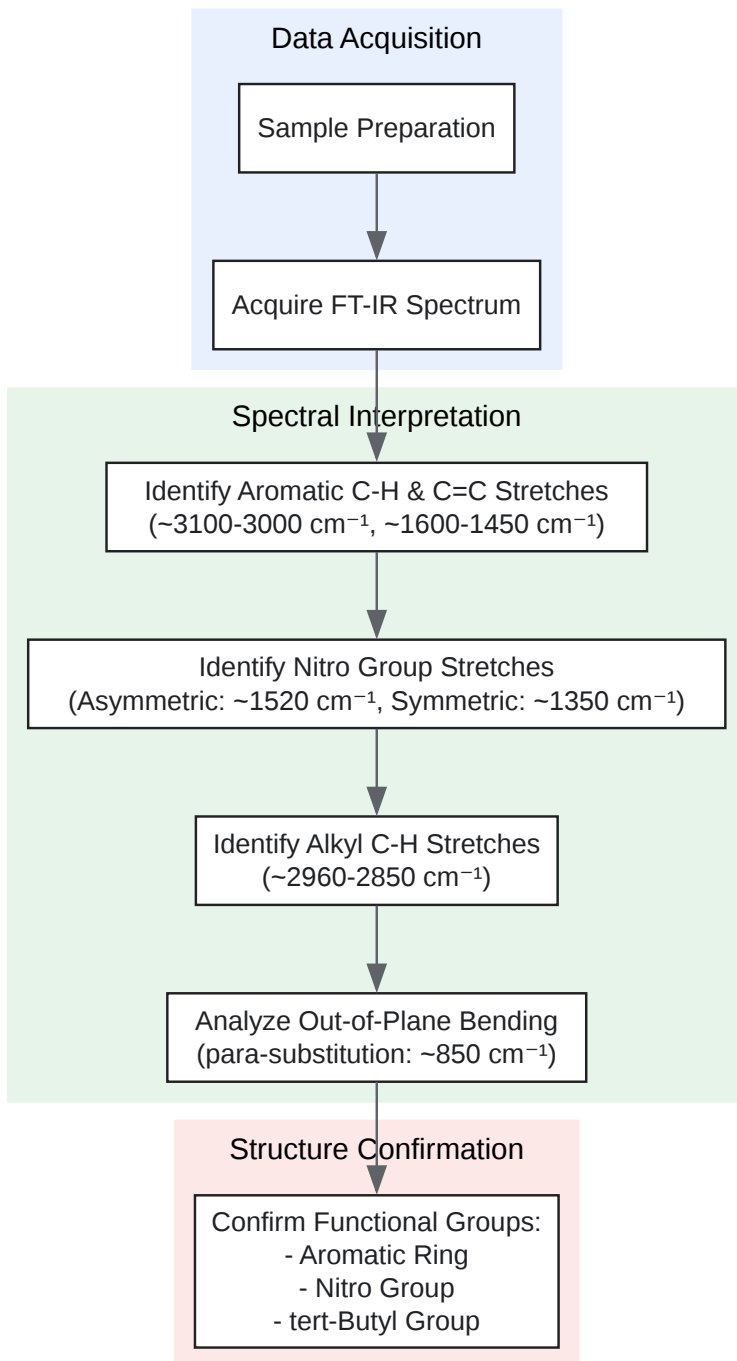 Data Acquisition
Sample Preparation
Acquire FT-IR Spectrum
Spectral Interpretation
Identify Aromatic C-H & C=C Stretches
(~3100-3000 cm⁻¹, ~1600-1450 cm⁻¹)
Identify Nitro Group Stretches
(Asymmetric: ~1520 cm⁻¹, Symmetric: ~1350 cm⁻¹)
Identify Alkyl C-H Stretches
(~2960-2850 cm⁻¹)
Analyze Out-of-Plane Bending
(para-substitution: ~850 cm⁻¹)
Structure Confirmation
Confirm Functional Groups:
- Aromatic Ring
- Nitro Group
- tert-Butyl Group